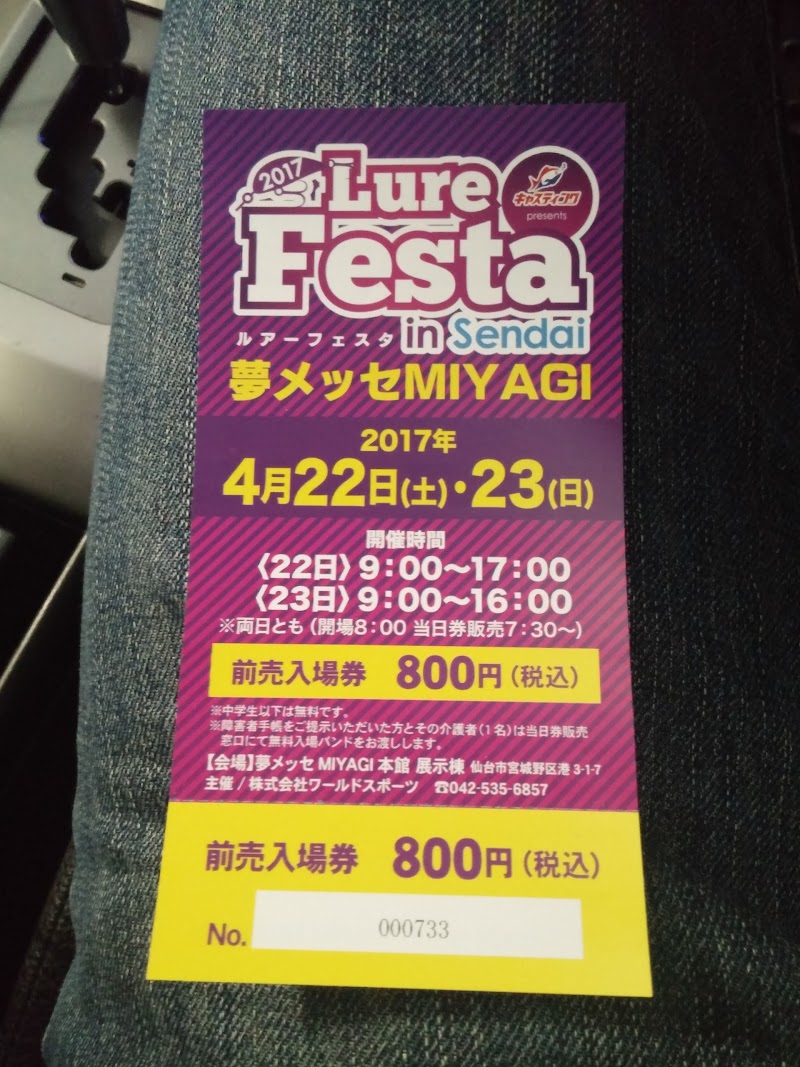 2017
Lure
Festa
キャスティング
presents
ルアーフェスタ in Sendai
夢メッセMIYAGI
2017年
4月22日(土)・23(日)
開催時間
〈22日〉9:00〜17:00
〈23日〉9:00〜16:00
※両日とも（開場8:00 当日券販売7:30〜）
前売入場券 800円（税込）
※中学生以下は無料です。
※障害者手帳をご提示いただいた方とその介護者（1名）は当日券販売
窓口にて無料入場バンドをお渡しします。
【会場】夢メッセ MIYAGI 本館 展示棟 仙台市宮城野区港 3-1-7
主催 / 株式会社ワールドスポーツ ☎042-535-6857
前売入場券 800円（税込）
No. 000733